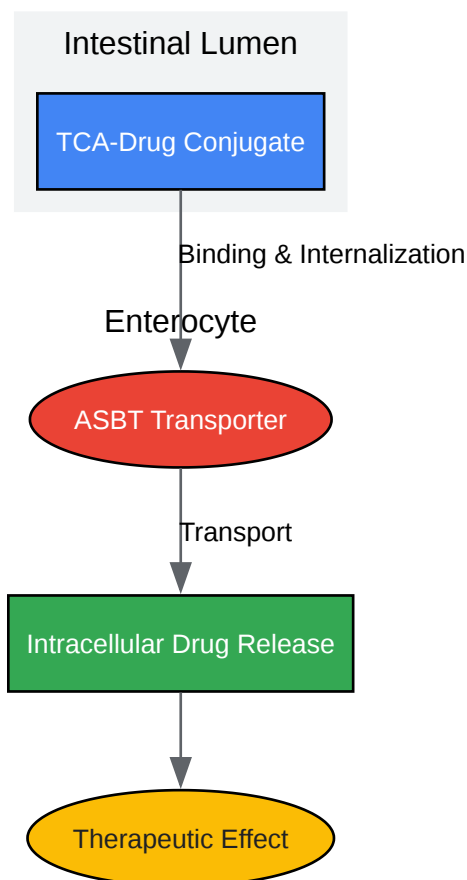 Intestinal Lumen
TCA-Drug Conjugate
Binding & Internalization
Enterocyte
ASBT Transporter
Transport
Intracellular Drug Release
Therapeutic Effect